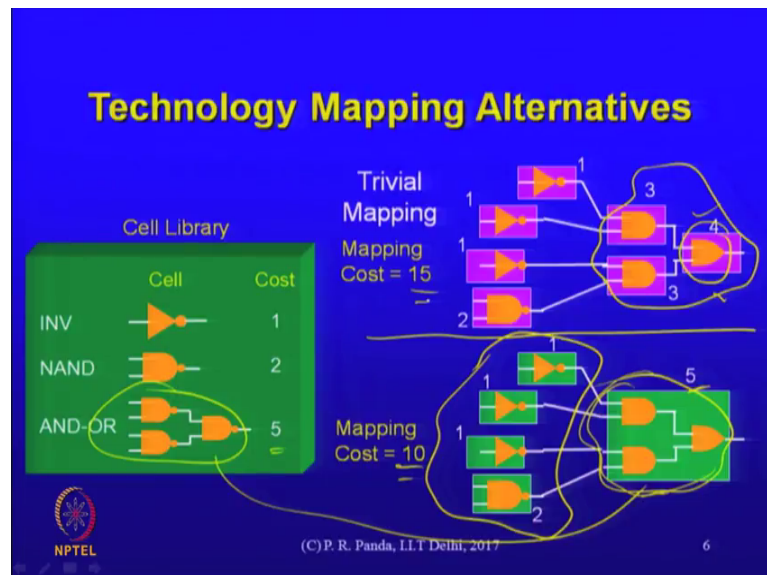 Technology Mapping Alternatives
Cell Library
Cell Cost
INV 1
NAND 2
AND-OR 5
Trivial
Mapping
Mapping
Cost = 15
1
1
1
2
3
3
4
Mapping
Cost = 10
1
1
1
2
5
NPTEL
(C) P. R. Panda, I.I.T Delhi, 2017
6